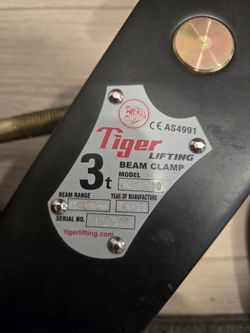 CE AS4991
Tiger
LIFTING
BEAM CLAMP
3t
MODEL
BEAM RANGE
YEAR OF MANUFACTURE
SERIAL NO.
tigerlifting.com